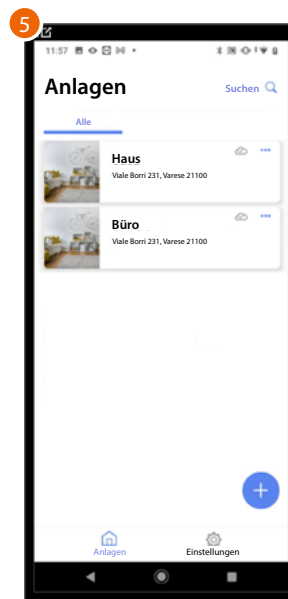 5
11:57
Anlagen
Suchen
Alle
Haus
Viale Borri 231, Varese 21100
Büro
Viale Borri 231, Varese 21100
Anlagen
Einstellungen